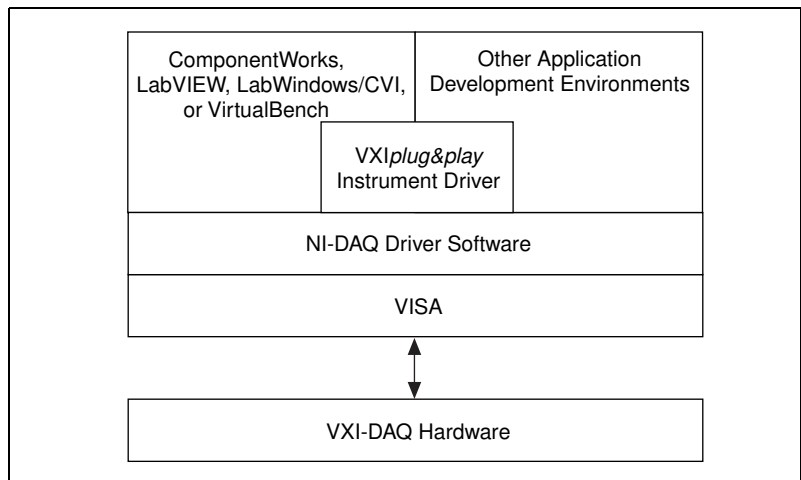 ComponentWorks,
LabVIEW, LabWindows/CVI,
or VirtualBench
Other Application
Development Environments
VXIplug&play
Instrument Driver
NI-DAQ Driver Software
VISA
VXI-DAQ Hardware